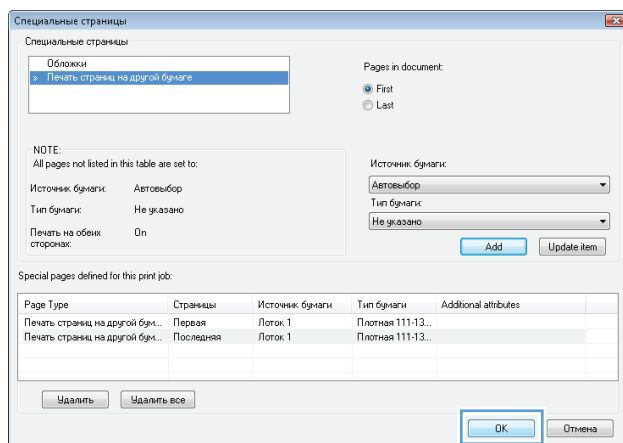 Специальные страницы
Специальные страницы
Обложки
» Печать страниц на другой бумаге
Pages in document:
First
Last
NOTE:
All pages not listed in this table are set to:
Источник бумаги: Автовыбор
Тип бумаги: Не указано
Печать на обеих сторонах: On
Источник бумаги:
Автовыбор
Тип бумаги:
Не указано
Add
Update item
Special pages defined for this print job:
Page Type Страницы Источник бумаги Тип бумаги Additional attributes
Печать страниц на другой бум... Первая Лоток 1 Плотная 111-13...
Печать страниц на другой бум... Последняя Лоток 1 Плотная 111-13...
Удалить
Удалить все
OK
Отмена